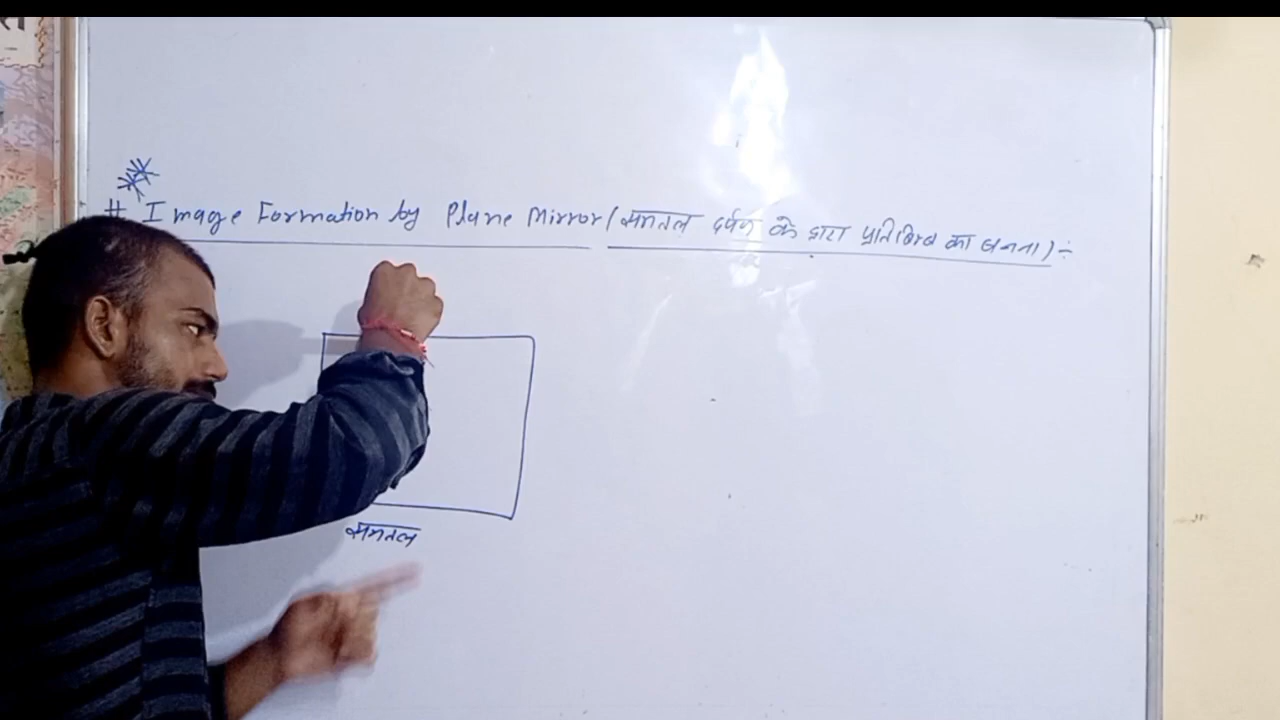 # Image Formation by Plane Mirror (समतल दर्पण के द्वारा प्रतिबिम्ब का बनना) ÷
समतल